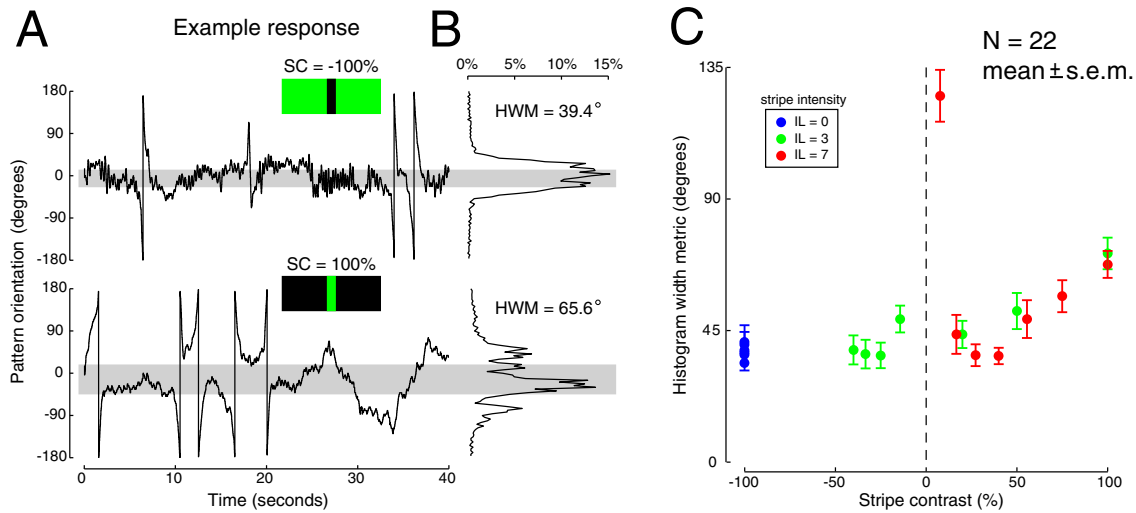 A
Example response
B
C
SC = -100%
0% 5% 10% 15%
HWM = 39.4°
180
90
0
-90
-180
Pattern orientation (degrees)
SC = 100%
HWM = 65.6°
180
90
0
-90
-180
0 10 20 30 40
Time (seconds)
N = 22
mean ± s.e.m.
stripe intensity
IL = 0
IL = 3
IL = 7
Histogram width metric (degrees)
135
90
45
0
-100 -50 0 50 100
Stripe contrast (%)